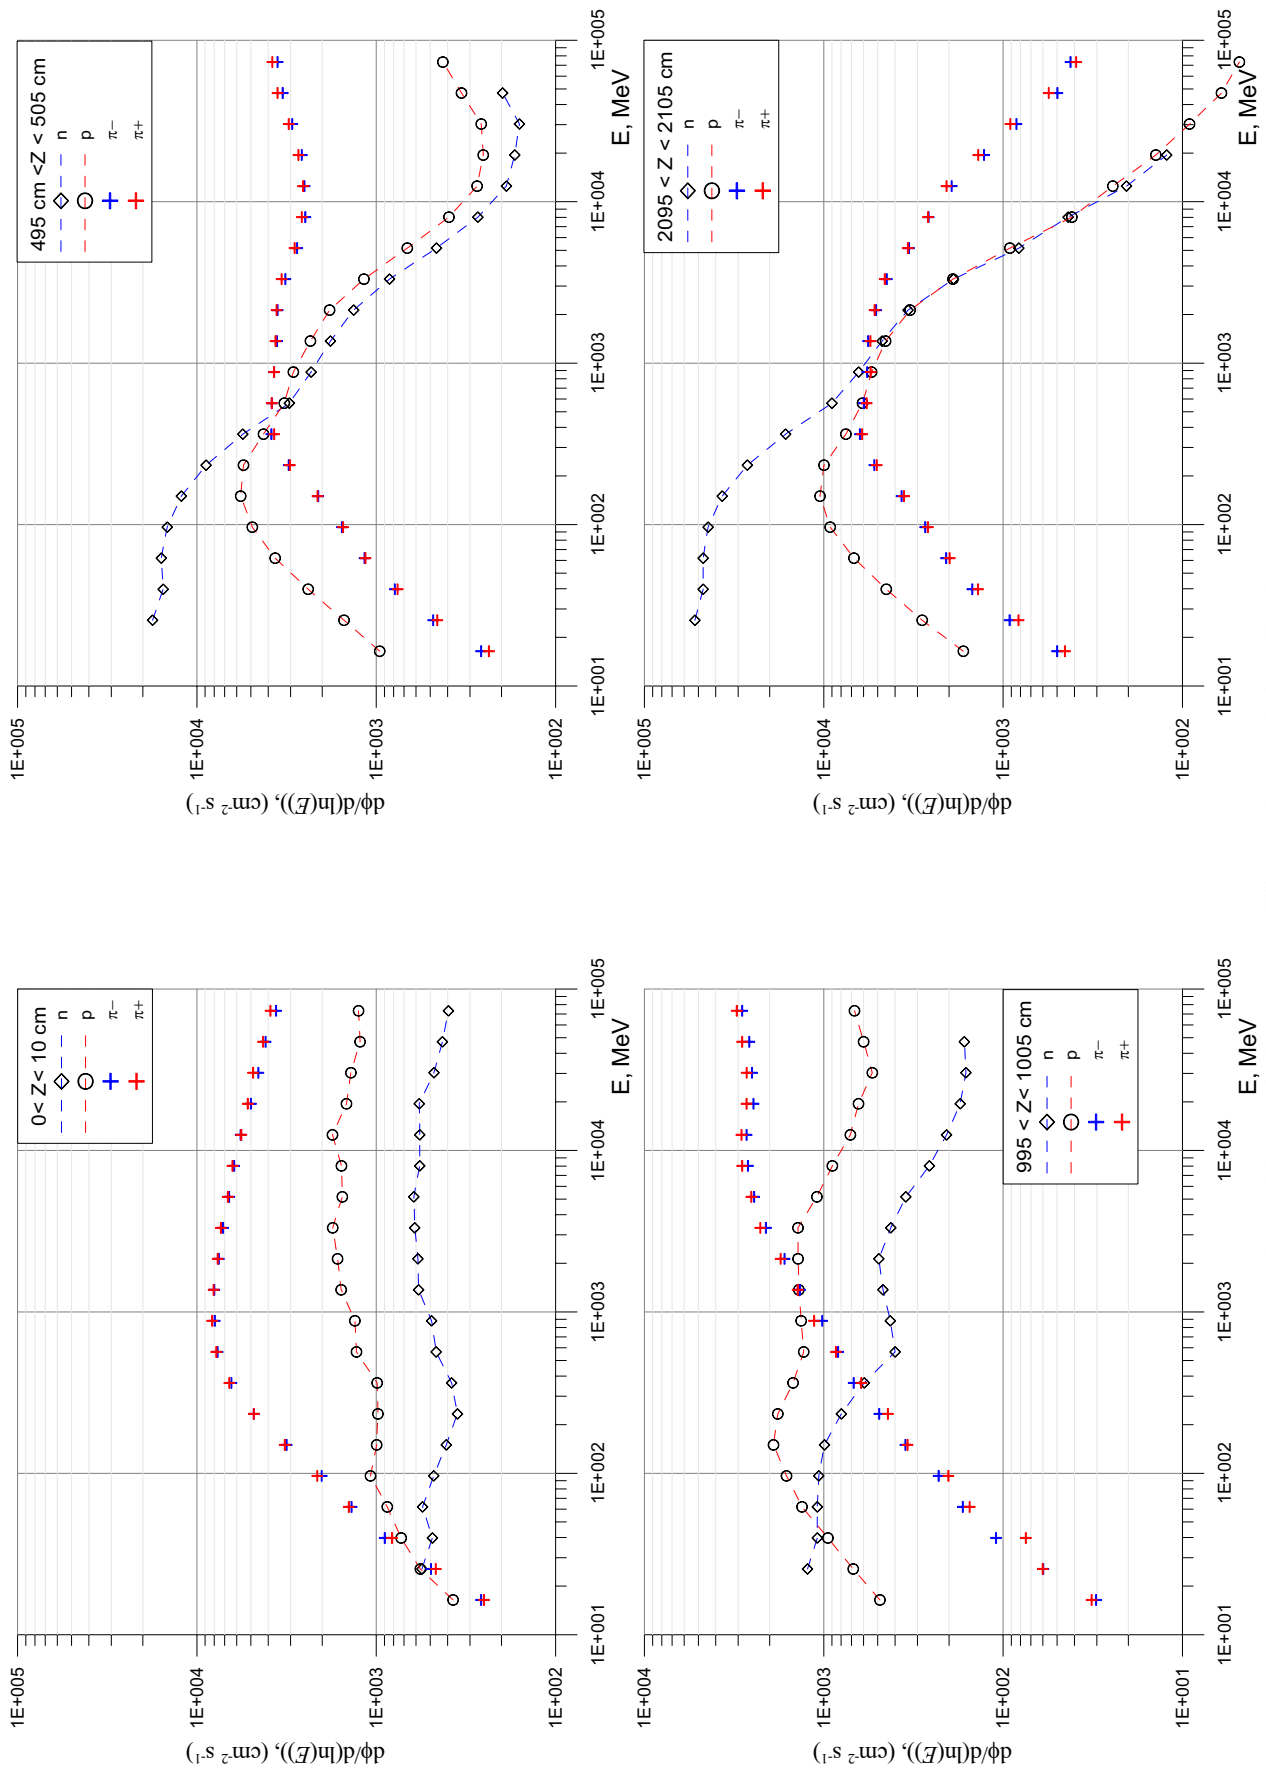 0< Z< 10 cm
n
p
π−
π+
1E+005
1E+004
1E+003
1E+002
dϕ/d(ln(E)), (cm⁻² s⁻¹)
1E+001
1E+002
1E+003
1E+004
1E+005
E, MeV
495 cm <Z < 505 cm
n
p
π−
π+
1E+005
1E+004
1E+003
1E+002
dϕ/d(ln(E)), (cm⁻² s⁻¹)
1E+001
1E+002
1E+003
1E+004
1E+005
E, MeV
995 < Z< 1005 cm
n
p
π−
π+
1E+004
1E+003
1E+002
1E+001
dϕ/d(ln(E)), (cm⁻² s⁻¹)
1E+001
1E+002
1E+003
1E+004
1E+005
E, MeV
2095 < Z < 2105 cm
n
p
π−
π+
1E+005
1E+004
1E+003
1E+002
dϕ/d(ln(E)), (cm⁻² s⁻¹)
1E+001
1E+002
1E+003
1E+004
1E+005
E, MeV